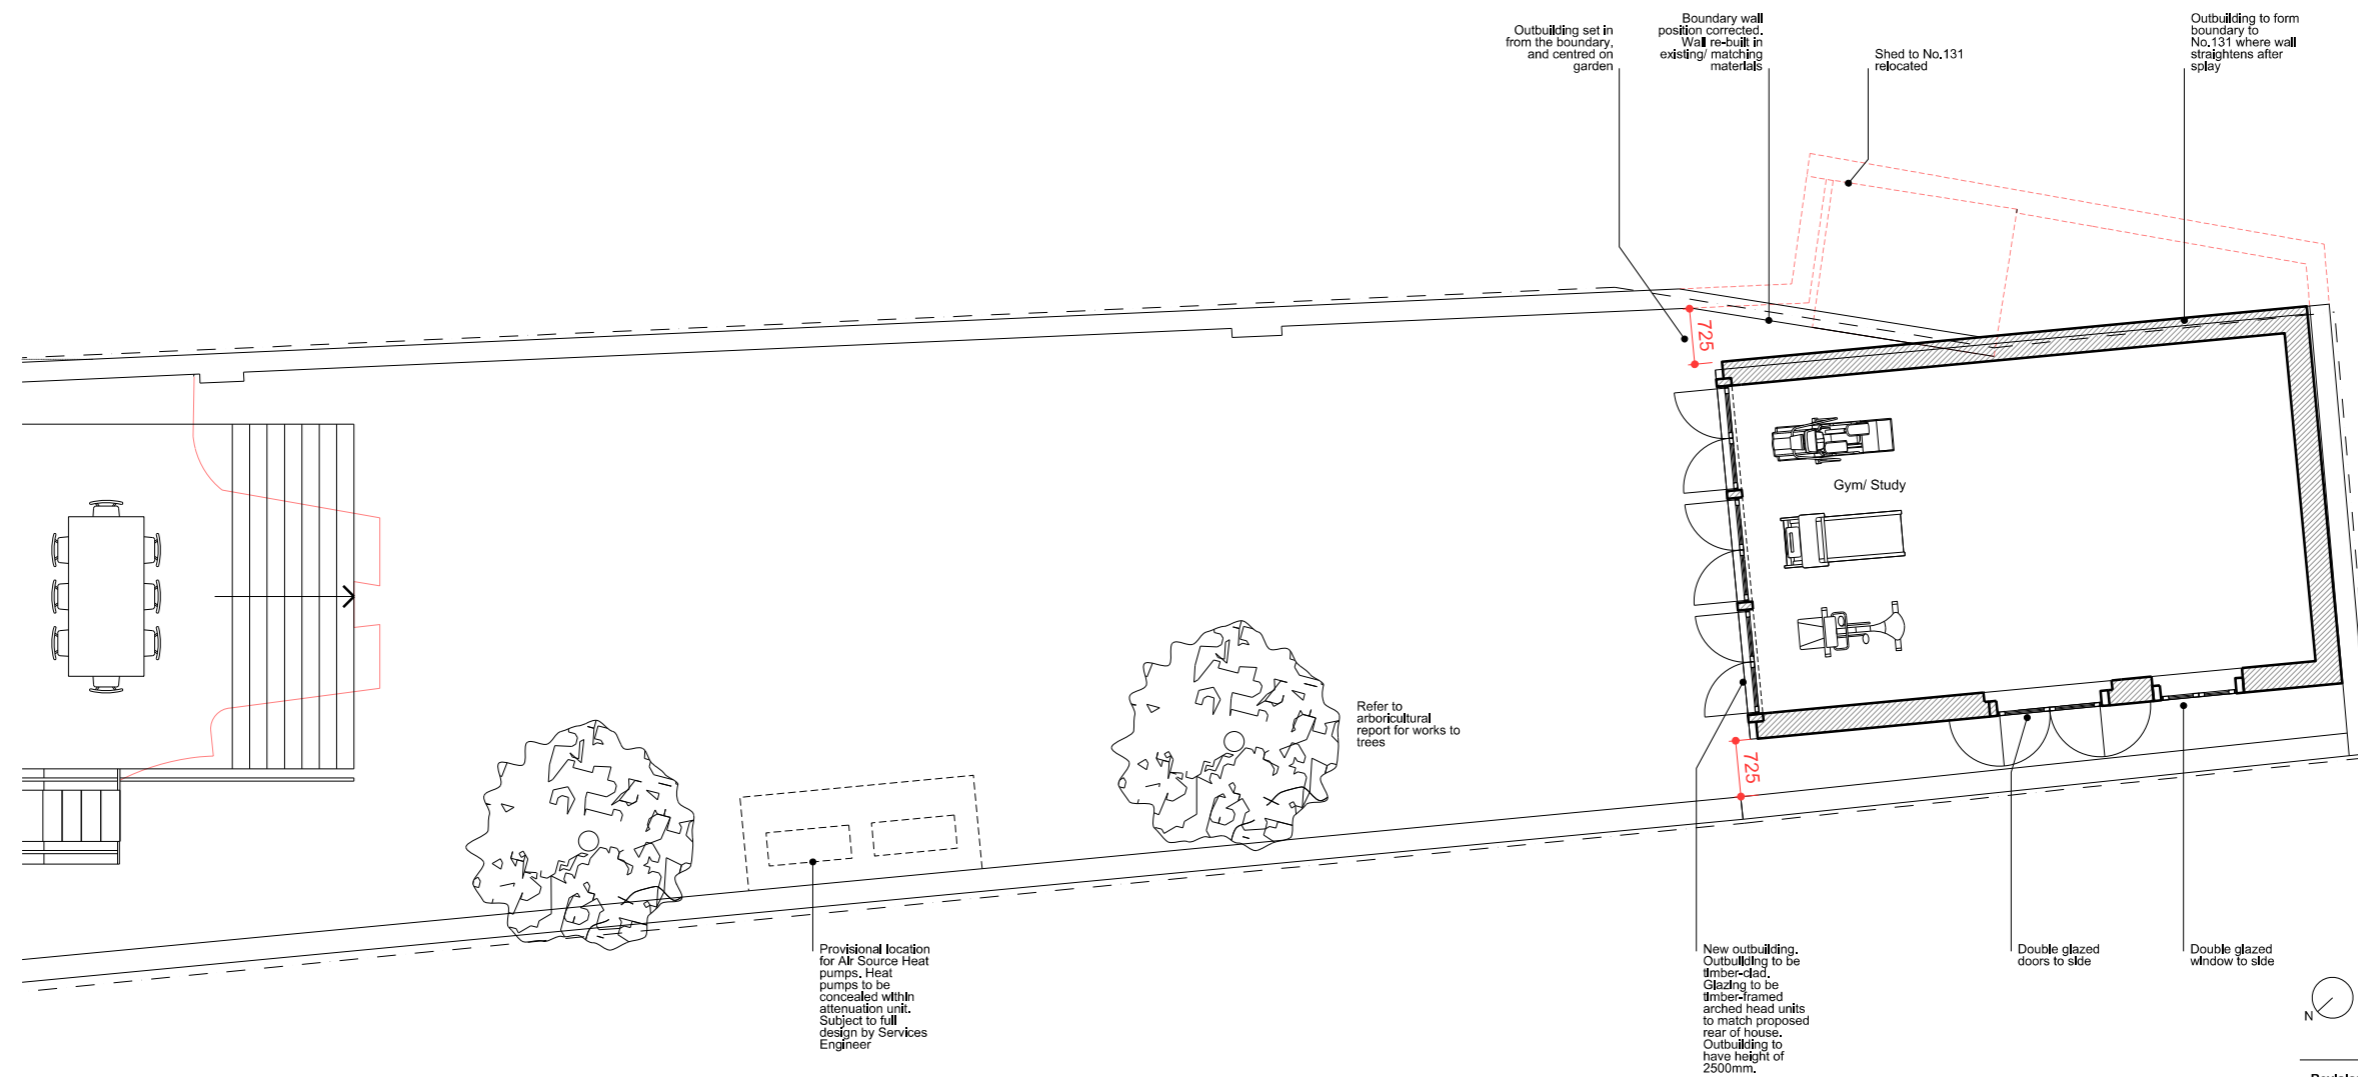 Outbuilding set in
from the boundary,
and centred on
garden
Boundary wall
position corrected.
Wall re-built in
existing/ matching
materials
Shed to No.131
relocated
Outbuilding to form
boundary to
No.131 where wall
straightens after
splay
725
Gym/ Study
Refer to
arboricultural
report for works to
trees
725
Provisional location
for Air Source Heat
pumps. Heat
pumps to be
concealed within
attenuation unit.
Subject to full
design by Services
Engineer
New outbuilding.
Outbuilding to be
timber-clad.
Glazing to be
timber-framed
arched head units
to match proposed
rear of house.
Outbuilding to
have height of
2500mm.
Double glazed
doors to side
Double glazed
window to side
N